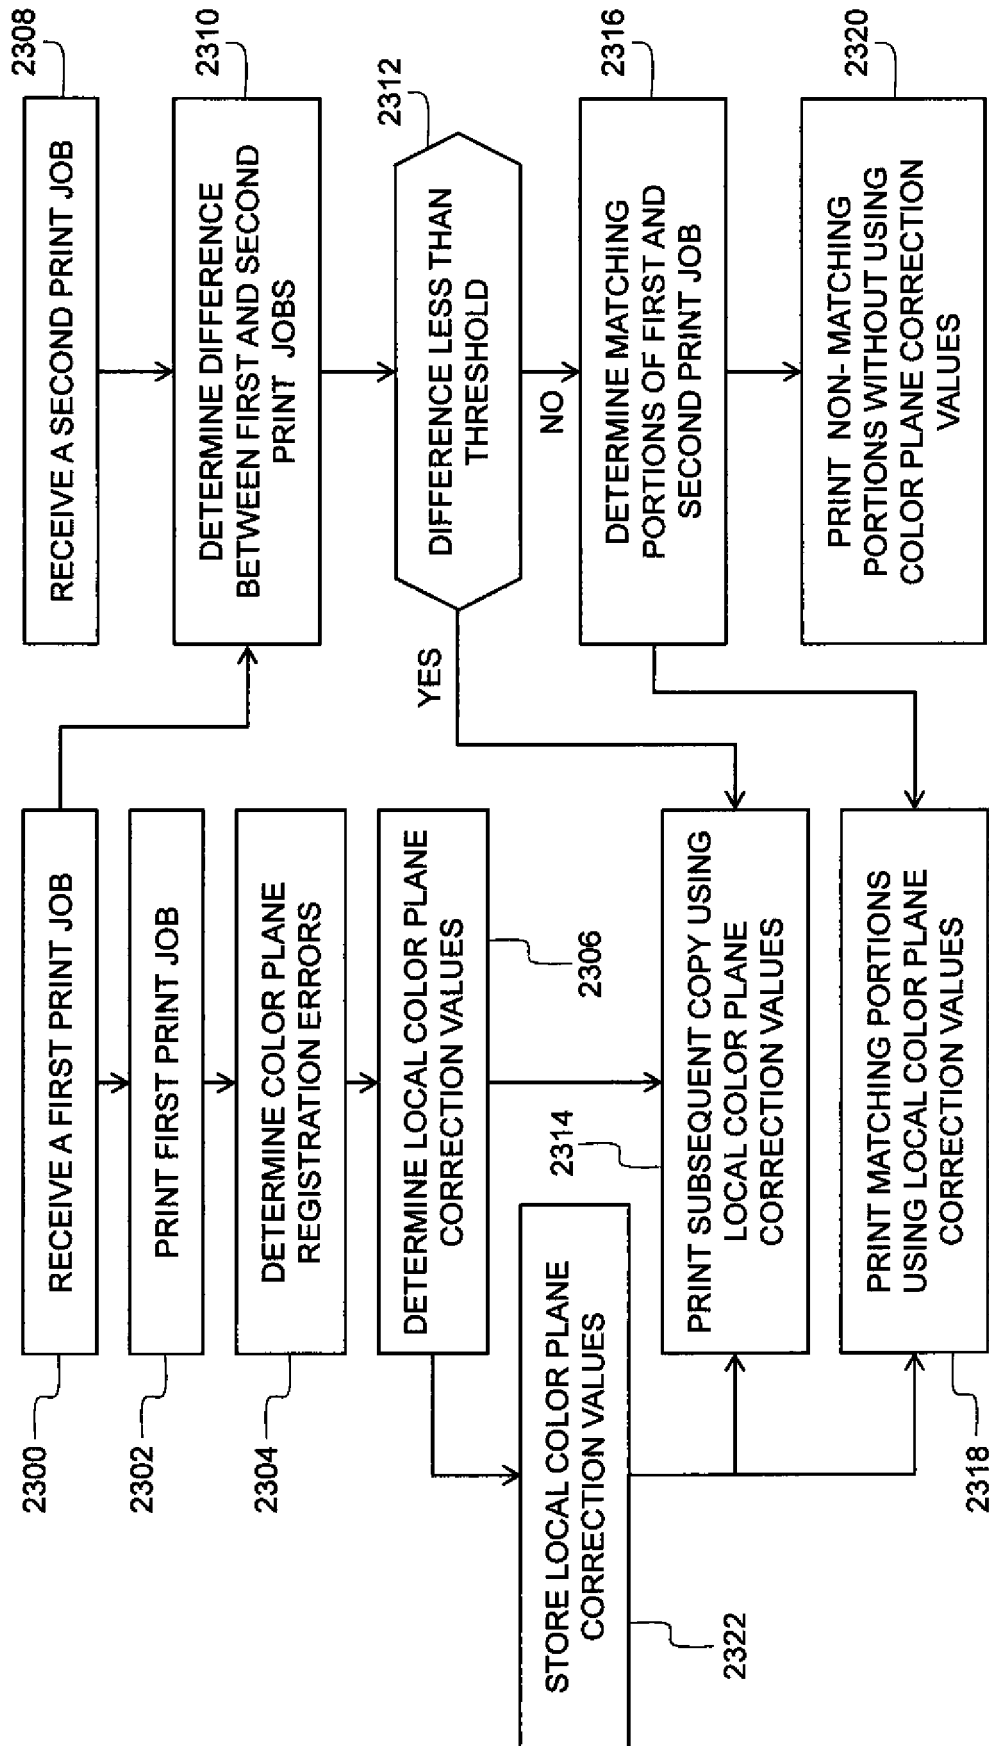 2300
RECEIVE A FIRST PRINT JOB
2302
PRINT FIRST PRINT JOB
2304
DETERMINE COLOR PLANE
REGISTRATION ERRORS
DETERMINE LOCAL COLOR PLANE
CORRECTION VALUES
2306
STORE LOCAL COLOR PLANE
CORRECTION VALUES
2322
2314
PRINT SUBSEQUENT COPY USING
LOCAL COLOR PLANE
CORRECTION VALUES
PRINT MATCHING PORTIONS
USING LOCAL COLOR PLANE
CORRECTION VALUES
2318
RECEIVE A SECOND PRINT JOB
2308
DETERMINE DIFFERENCE
BETWEEN FIRST AND SECOND
PRINT JOBS
2310
DIFFERENCE LESS THAN
THRESHOLD
2312
YES
NO
DETERMINE MATCHING
PORTIONS OF FIRST AND
SECOND PRINT JOB
2316
PRINT NON-MATCHING
PORTIONS WITHOUT USING
COLOR PLANE CORRECTION
VALUES
2320